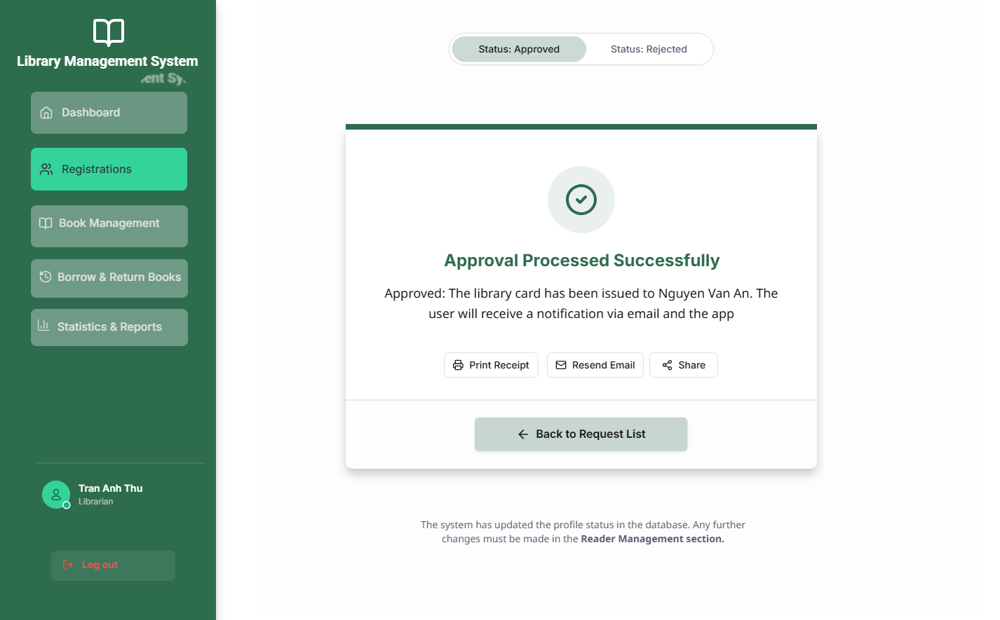 Library Management System
ent Sy
Dashboard
Registrations
Book Management
Borrow & Return Books
Statistics & Reports
Tran Anh Thu
Librarian
Log out
Status: Approved
Status: Rejected
Approval Processed Successfully
Approved: The library card has been issued to Nguyen Van An. The
user will receive a notification via email and the app
Print Receipt
Resend Email
Share
Back to Request List
The system has updated the profile status in the database. Any further
changes must be made in the Reader Management section.